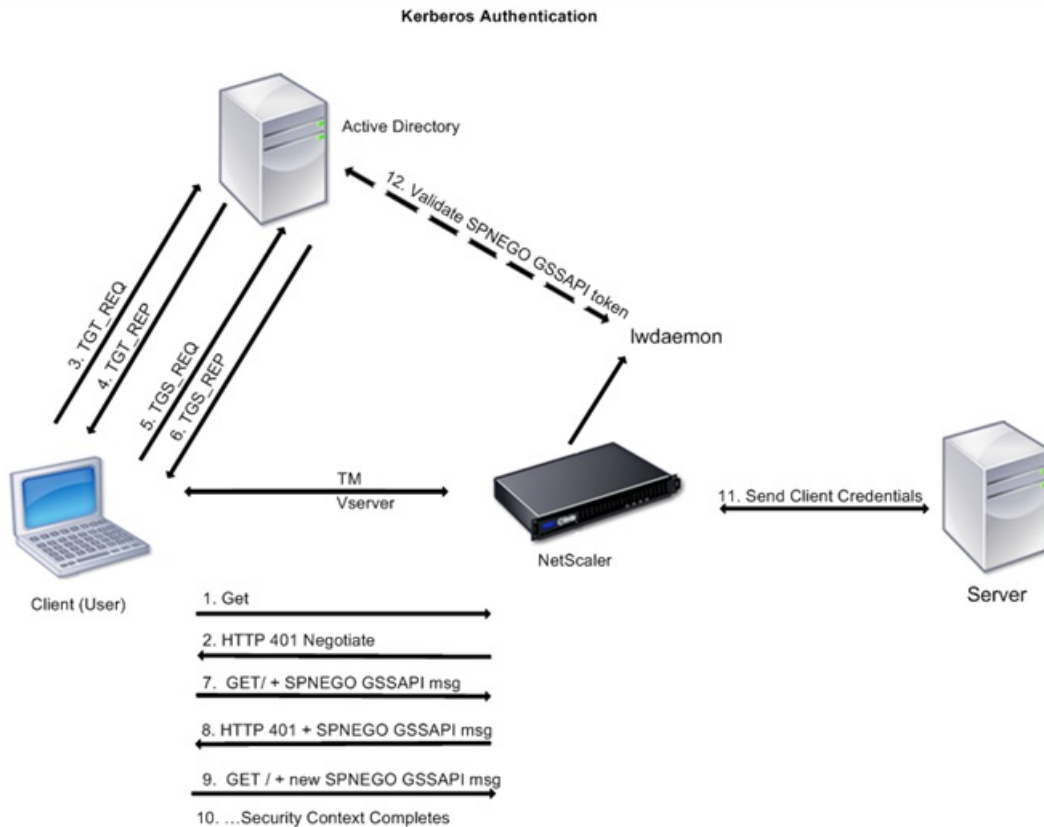 Kerberos Authentication
Active Directory
12. Validate SPNEGO GSSAPI token
3. TGT_REQ
4. TGT_REP
5. TGS_REQ
6. TGS_REP
lwdaemon
TM
Vserver
11. Send Client Credentials
NetScaler
Client (User)
Server
1. Get
2. HTTP 401 Negotiate
7. GET/ + SPNEGO GSSAPI msg
8. HTTP 401 + SPNEGO GSSAPI msg
9. GET / + new SPNEGO GSSAPI msg
10. …Security Context Completes